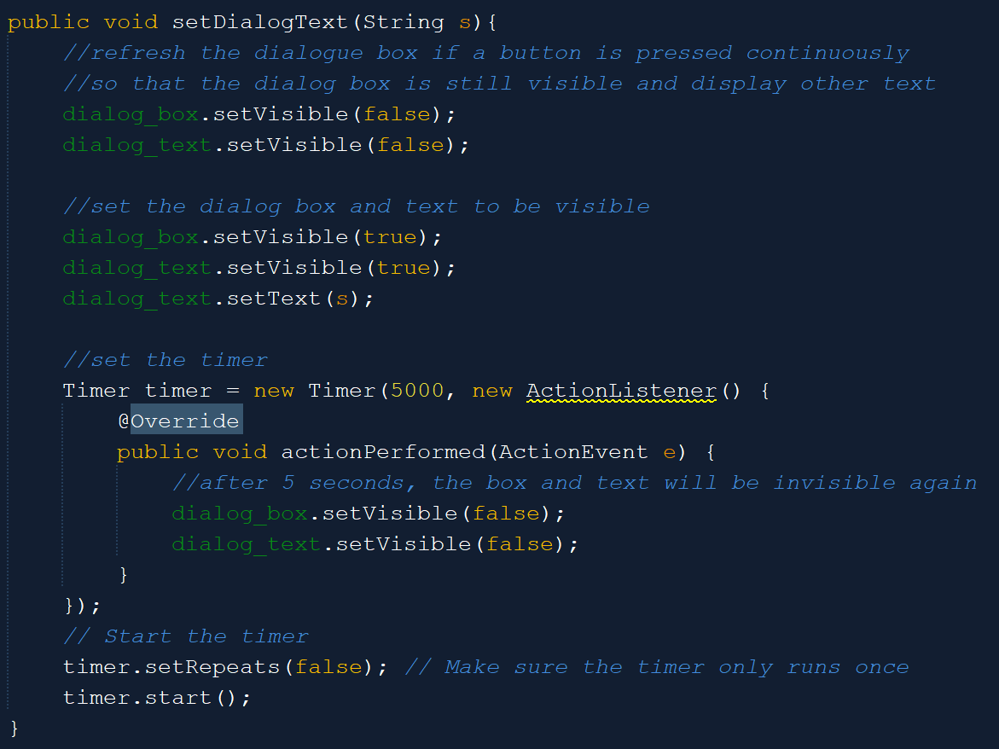 public void setDialogText(String s){
//refresh the dialogue box if a button is pressed continuously
//so that the dialog box is still visible and display other text
dialog_box.setVisible(false);
dialog_text.setVisible(false);
//set the dialog box and text to be visible
dialog_box.setVisible(true);
dialog_text.setVisible(true);
dialog_text.setText(s);
//set the timer
Timer timer = new Timer(5000, new ActionListener() {
@Override
public void actionPerformed(ActionEvent e) {
//after 5 seconds, the box and text will be invisible again
dialog_box.setVisible(false);
dialog_text.setVisible(false);
}
});
// Start the timer
timer.setRepeats(false); // Make sure the timer only runs once
timer.start();
}